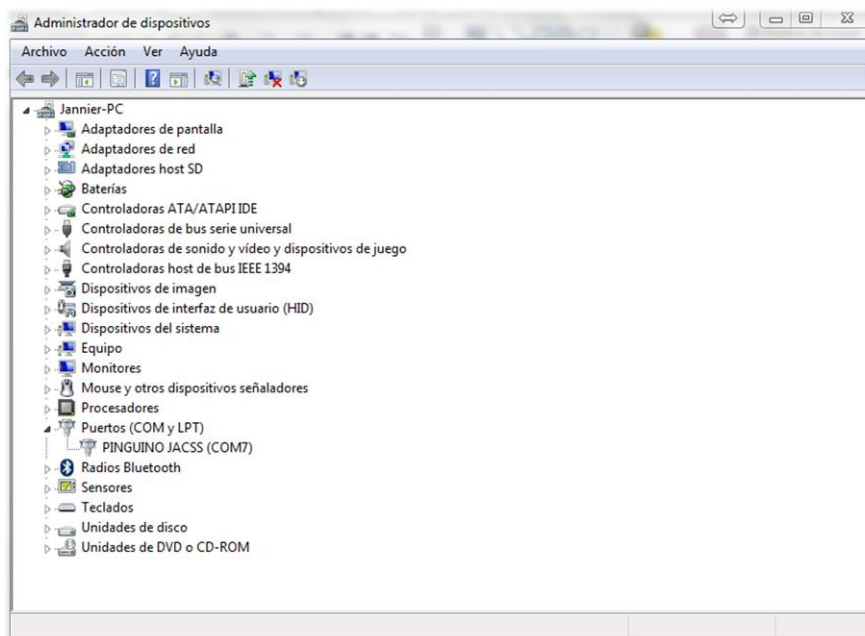 Administrador de dispositivos
Archivo Acción Ver Ayuda
Jannier-PC
Adaptadores de pantalla
Adaptadores de red
Adaptadores host SD
Baterías
Controladoras ATA/ATAPI IDE
Controladoras de bus serie universal
Controladoras de sonido y vídeo y dispositivos de juego
Controladoras host de bus IEEE 1394
Dispositivos de imagen
Dispositivos de interfaz de usuario (HID)
Dispositivos del sistema
Equipo
Monitores
Mouse y otros dispositivos señaladores
Procesadores
Puertos (COM y LPT)
PINGUINO JACSS (COM7)
Radios Bluetooth
Sensores
Teclados
Unidades de disco
Unidades de DVD o CD-ROM